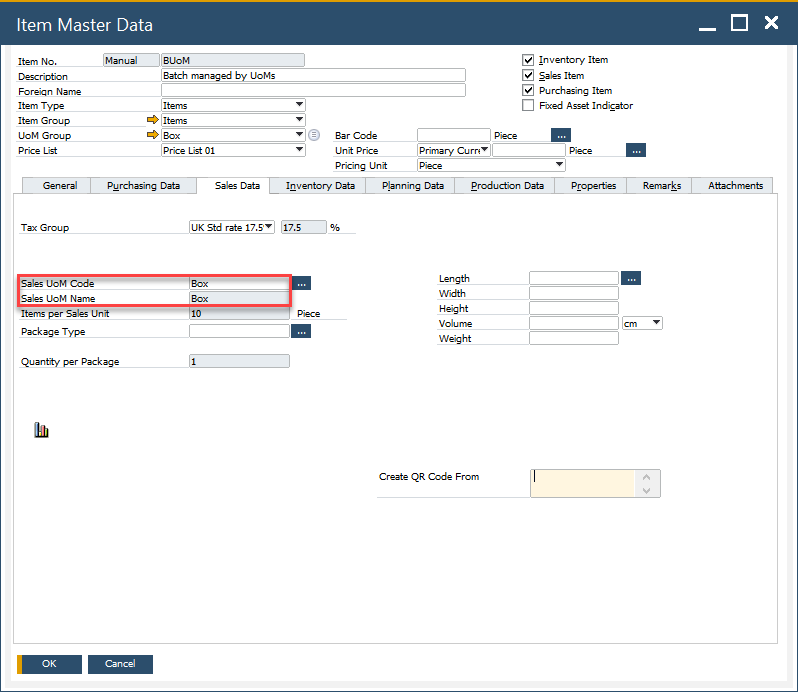 Item Master Data
Item No. Manual BUoM
Description Batch managed by UoMs
Foreign Name
Item Type Items
Item Group Items
UoM Group Box
Price List Price List 01
Inventory Item
Sales Item
Purchasing Item
Fixed Asset Indicator
Bar Code Piece ...
Unit Price Primary Curre Piece ...
Pricing Unit Piece
General Purchasing Data Sales Data Inventory Data Planning Data Production Data Properties Remarks Attachments
Tax Group UK Std rate 17.5 17.5 %
Sales UoM Code Box ...
Sales UoM Name Box
Items per Sales Unit 10 Piece
Package Type ...
Quantity per Package 1
Length ...
Width
Height
Volume cm
Weight
Create QR Code From
OK Cancel